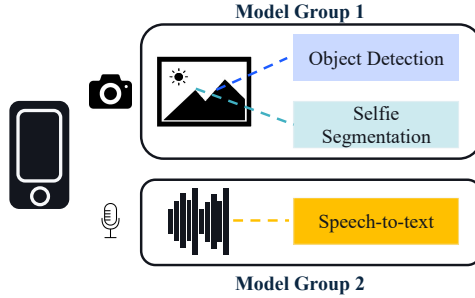 Model Group 1
Object Detection
Selfie
Segmentation
Speech-to-text
Model Group 2